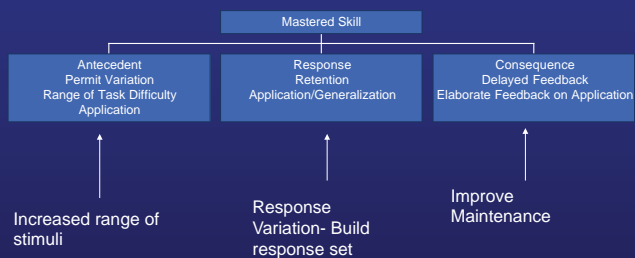 Mastered Skill
Antecedent
Permit Variation
Range of Task Difficulty
Application
Response
Retention
Application/Generalization
Consequence
Delayed Feedback
Elaborate Feedback on Application
Increased range of
stimuli
Response
Variation- Build
response set
Improve
Maintenance